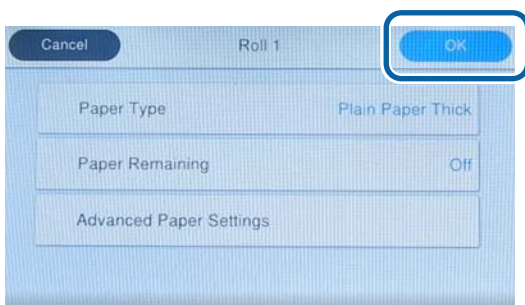 Cancel Roll 1 OK
Paper Type Plain Paper Thick
Paper Remaining Off
Advanced Paper Settings